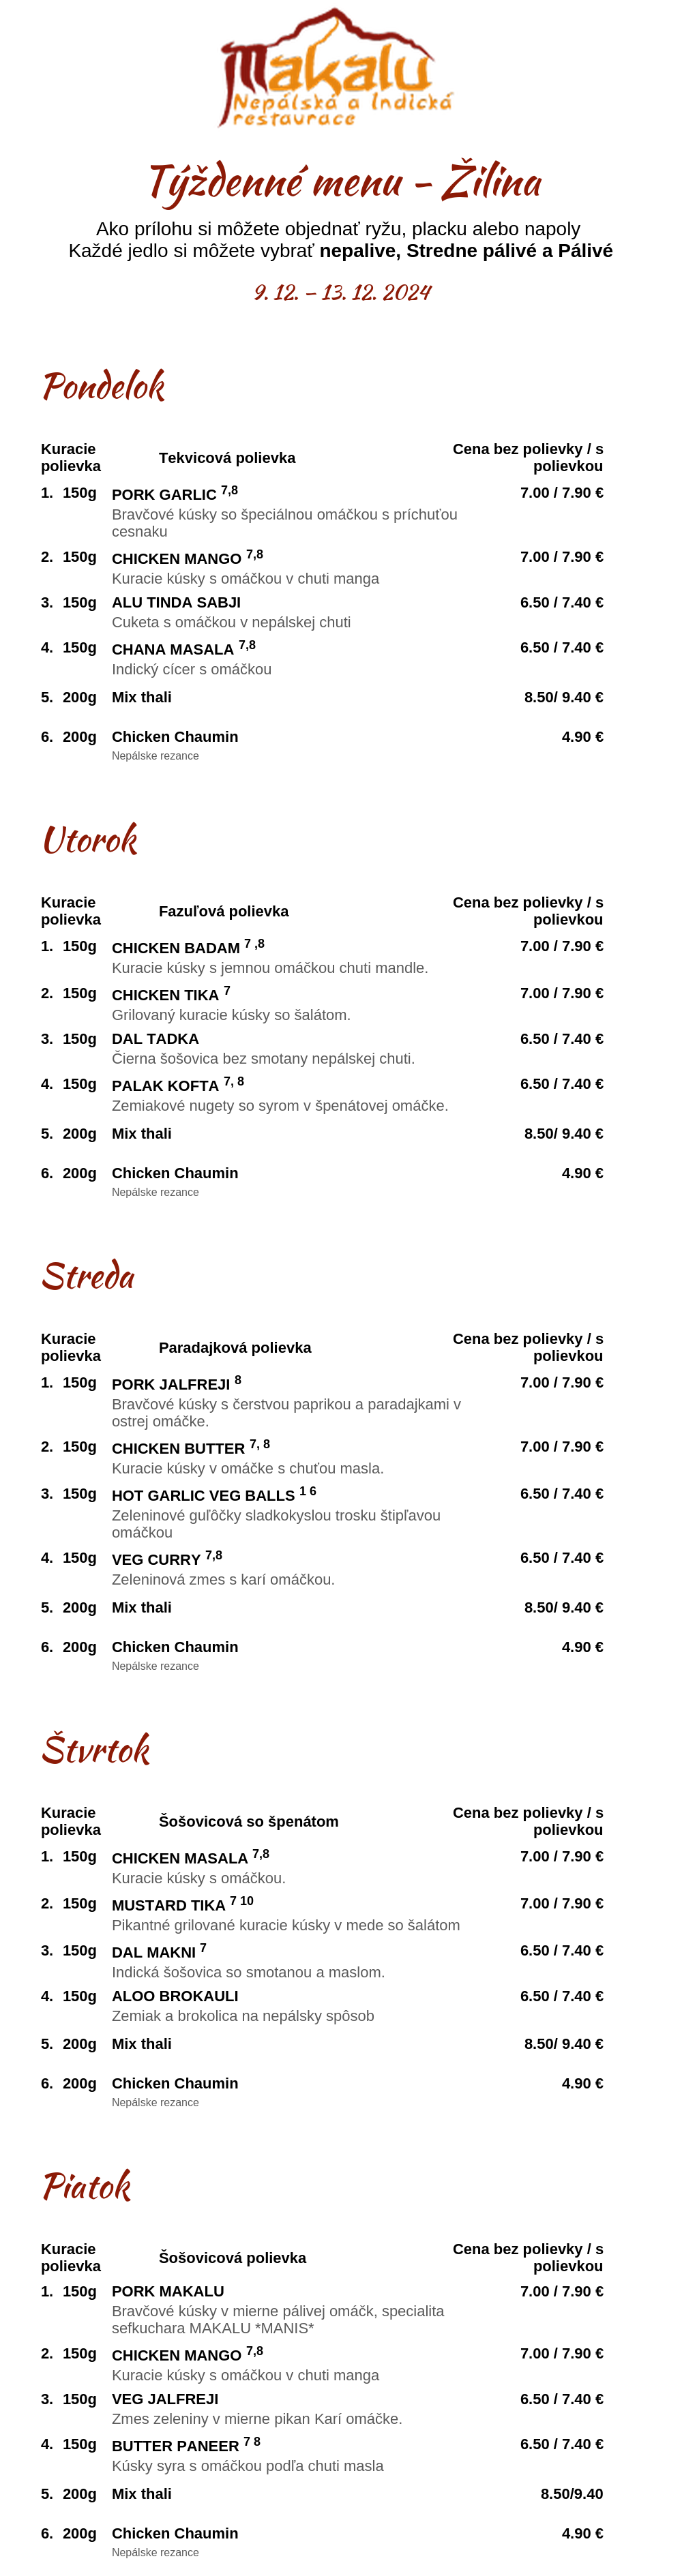 Makalu
Nepálská a Indická
restaurace
Týždenné menu - Žilina
Ako prílohu si môžete objednať ryžu, placku alebo napoly
Každé jedlo si môžete vybrať nepalive, Stredne pálivé a Pálivé
9. 12. – 13. 12. 2024
Pondelok
Kuracie polievka Tekvicová polievka Cena bez polievky / s polievkou
1. 150g PORK GARLIC 7,8 7.00 / 7.90 €
Bravčové kúsky so špeciálnou omáčkou s príchuťou
cesnaku
2. 150g CHICKEN MANGO 7,8 7.00 / 7.90 €
Kuracie kúsky s omáčkou v chuti manga
3. 150g ALU TINDA SABJI 6.50 / 7.40 €
Cuketa s omáčkou v nepálskej chuti
4. 150g CHANA MASALA 7,8 6.50 / 7.40 €
Indický cícer s omáčkou
5. 200g Mix thali 8.50/ 9.40 €
6. 200g Chicken Chaumin 4.90 €
Nepálske rezance
Utorok
Kuracie polievka Fazuľová polievka Cena bez polievky / s polievkou
1. 150g CHICKEN BADAM 7 ,8 7.00 / 7.90 €
Kuracie kúsky s jemnou omáčkou chuti mandle.
2. 150g CHICKEN TIKA 7 7.00 / 7.90 €
Grilovaný kuracie kúsky so šalátom.
3. 150g DAL TADKA 6.50 / 7.40 €
Čierna šošovica bez smotany nepálskej chuti.
4. 150g PALAK KOFTA 7, 8 6.50 / 7.40 €
Zemiakové nugety so syrom v špenátovej omáčke.
5. 200g Mix thali 8.50/ 9.40 €
6. 200g Chicken Chaumin 4.90 €
Nepálske rezance
Streda
Kuracie polievka Paradajková polievka Cena bez polievky / s polievkou
1. 150g PORK JALFREJI 8 7.00 / 7.90 €
Bravčové kúsky s čerstvou paprikou a paradajkami v
ostrej omáčke.
2. 150g CHICKEN BUTTER 7, 8 7.00 / 7.90 €
Kuracie kúsky v omáčke s chuťou masla.
3. 150g HOT GARLIC VEG BALLS 1 6 6.50 / 7.40 €
Zeleninové guľôčky sladkokyslou trosku štipľavou
omáčkou
4. 150g VEG CURRY 7,8 6.50 / 7.40 €
Zeleninová zmes s karí omáčkou.
5. 200g Mix thali 8.50/ 9.40 €
6. 200g Chicken Chaumin 4.90 €
Nepálske rezance
Štvrtok
Kuracie polievka Šošovicová so špenátom Cena bez polievky / s polievkou
1. 150g CHICKEN MASALA 7,8 7.00 / 7.90 €
Kuracie kúsky s omáčkou.
2. 150g MUSTARD TIKA 7 10 7.00 / 7.90 €
Pikantné grilované kuracie kúsky v mede so šalátom
3. 150g DAL MAKNI 7 6.50 / 7.40 €
Indická šošovica so smotanou a maslom.
4. 150g ALOO BROKAULI 6.50 / 7.40 €
Zemiak a brokolica na nepálsky spôsob
5. 200g Mix thali 8.50/ 9.40 €
6. 200g Chicken Chaumin 4.90 €
Nepálske rezance
Piatok
Kuracie polievka Šošovicová polievka Cena bez polievky / s polievkou
1. 150g PORK MAKALU 7.00 / 7.90 €
Bravčové kúsky v mierne pálivej omáčk, specialita
sefkuchara MAKALU *MANIS*
2. 150g CHICKEN MANGO 7,8 7.00 / 7.90 €
Kuracie kúsky s omáčkou v chuti manga
3. 150g VEG JALFREJI 6.50 / 7.40 €
Zmes zeleniny v mierne pikan Karí omáčke.
4. 150g BUTTER PANEER 7 8 6.50 / 7.40 €
Kúsky syra s omáčkou podľa chuti masla
5. 200g Mix thali 8.50/9.40
6. 200g Chicken Chaumin 4.90 €
Nepálske rezance